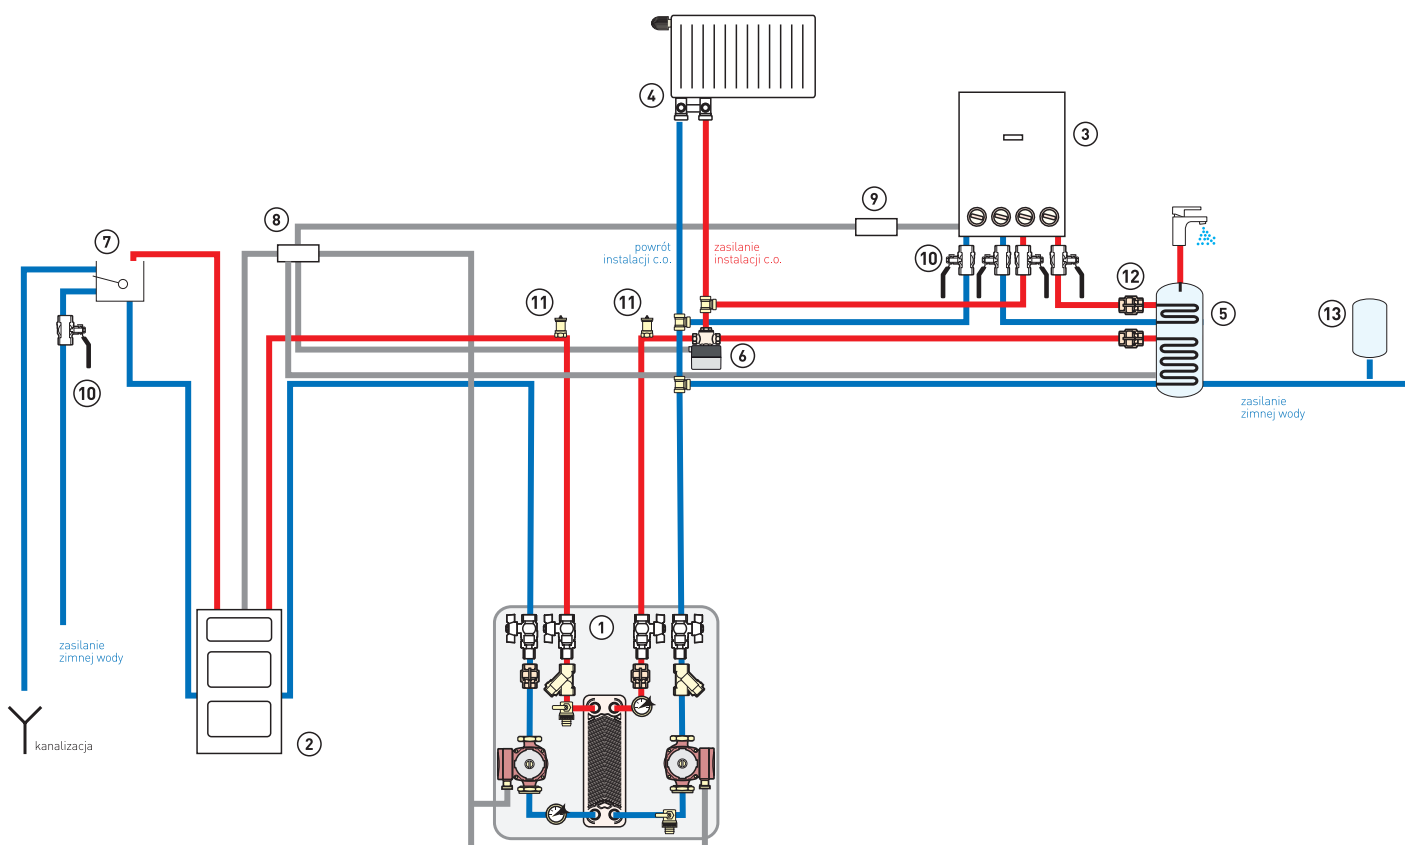 4
3
9
8
7
powrót
instalacji c.o.
zasilanie
instalacji c.o.
10
12
11
11
5
13
6
10
zasilanie
zimnej wody
1
zasilanie
zimnej wody
2
kanalizacja